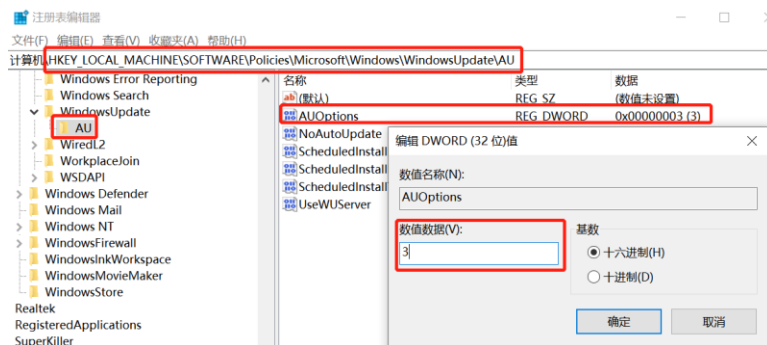 注册表编辑器
文件(F) 编辑(E) 查看(V) 收藏夹(A) 帮助(H)
计算机\HKEY_LOCAL_MACHINE\SOFTWARE\Policies\Microsoft\Windows\WindowsUpdate\AU
Windows Error Reporting
Windows Search
WindowsUpdate
AU
WiredL2
WorkplaceJoin
WSDAPI
Windows Defender
Windows Mail
Windows NT
WindowsFirewall
WindowsInkWorkspace
WindowsMovieMaker
WindowsStore
Realtek
RegisteredApplications
SuperKiller
名称 类型 数据
ab (默认) REG_SZ (数值未设置)
AUOptions REG_DWORD 0x00000003 (3)
NoAutoUpdate
ScheduledInstall
ScheduledInstall
ScheduledInstall
UseWUServer
编辑 DWORD (32 位)值
数值名称(N):
AUOptions
数值数据(V):
3
基数
十六进制(H)
十进制(D)
确定 取消